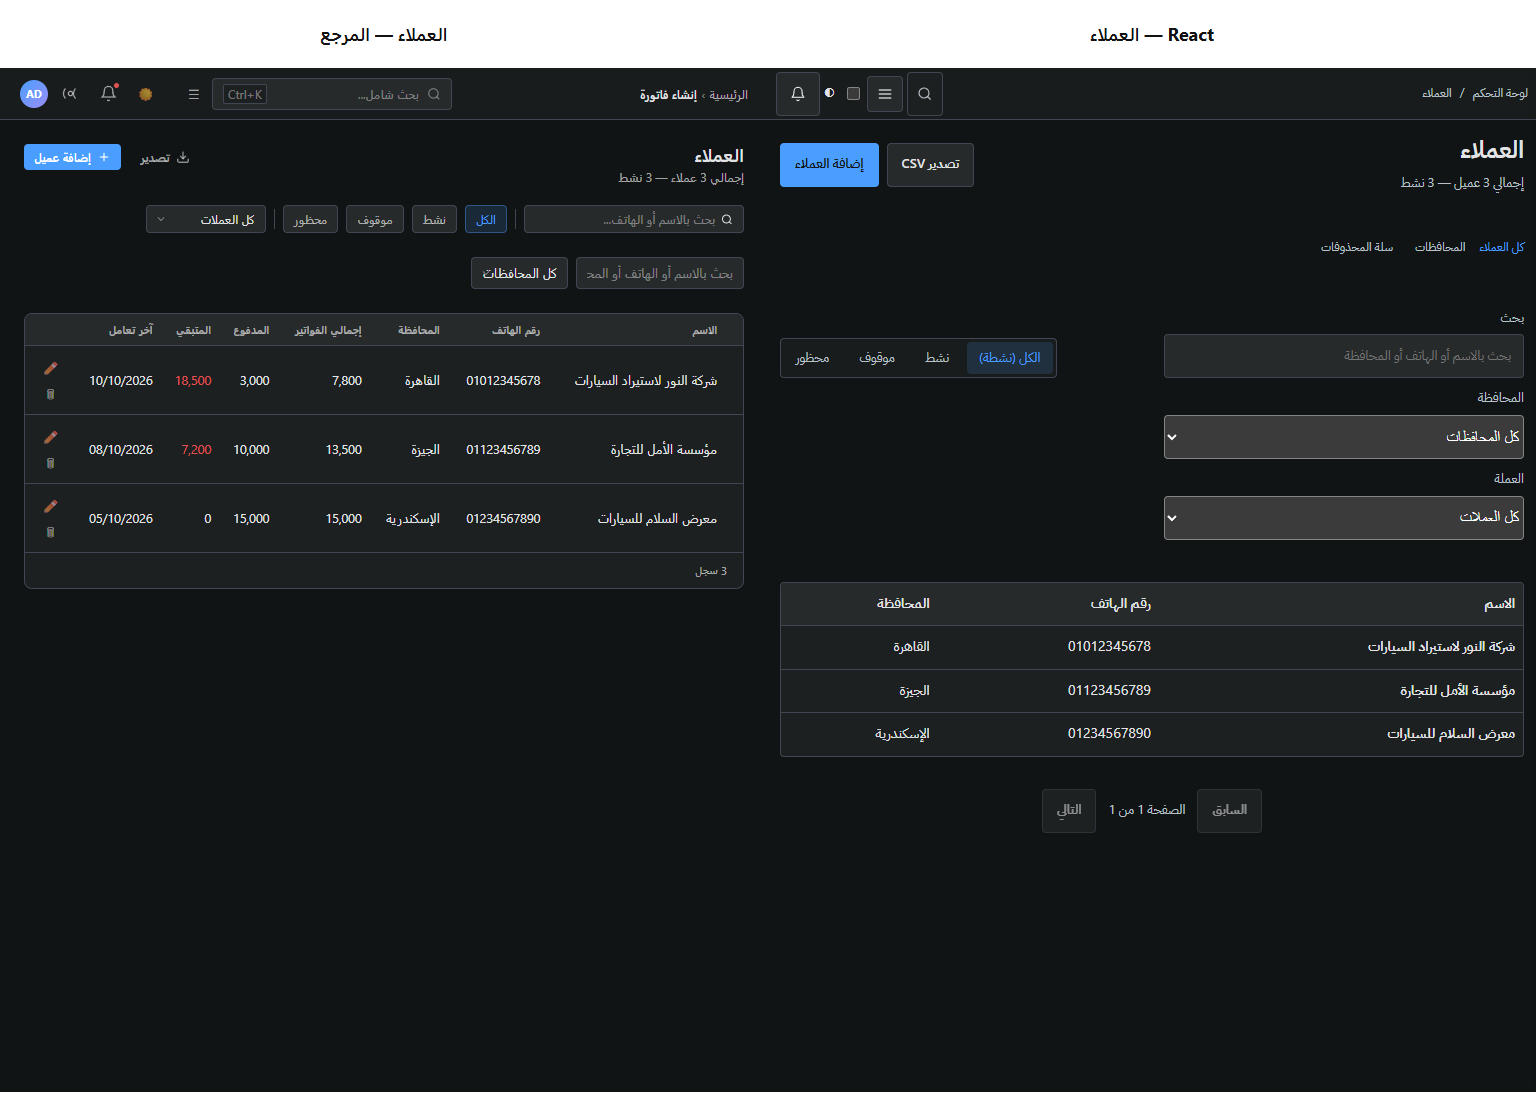 React — العملاء
لوحة التحكم / العملاء
العملاء
إجمالي 3 عميل — 3 نشط
تصدير CSV
إضافة العملاء
كل العملاء
المحافظات
سلة المحذوفات
بحث
بحث بالاسم أو الهاتف أو المحافظة
الكل (نشطة)
نشط
موقوف
محظور
المحافظة
كل المحافظات
العملة
كل العملات
الاسم رقم الهاتف المحافظة
شركة النور لاستيراد السيارات 01012345678 القاهرة
مؤسسة الأمل للتجارة 01123456789 الجيزة
معرض السلام للسيارات 01234567890 الإسكندرية
السابق
الصفحة 1 من 1
التالي
العملاء — المرجع
الرئيسية › إنشاء فاتورة
بحث شامل...
Ctrl+K
AD
العملاء
إجمالي 3 عملاء — 3 نشط
تصدير
إضافة عميل +
بحث بالاسم أو الهاتف...
الكل
نشط
موقوف
محظور
كل العملات
بحث بالاسم أو الهاتف أو المح
كل المحافظات
الاسم رقم الهاتف المحافظة إجمالي الفواتير المدفوع المتبقي آخر تعامل
شركة النور لاستيراد السيارات 01012345678 القاهرة 7,800 3,000 18,500 10/10/2026
مؤسسة الأمل للتجارة 01123456789 الجيزة 13,500 10,000 7,200 08/10/2026
معرض السلام للسيارات 01234567890 الإسكندرية 15,000 15,000 0 05/10/2026
3 سجل